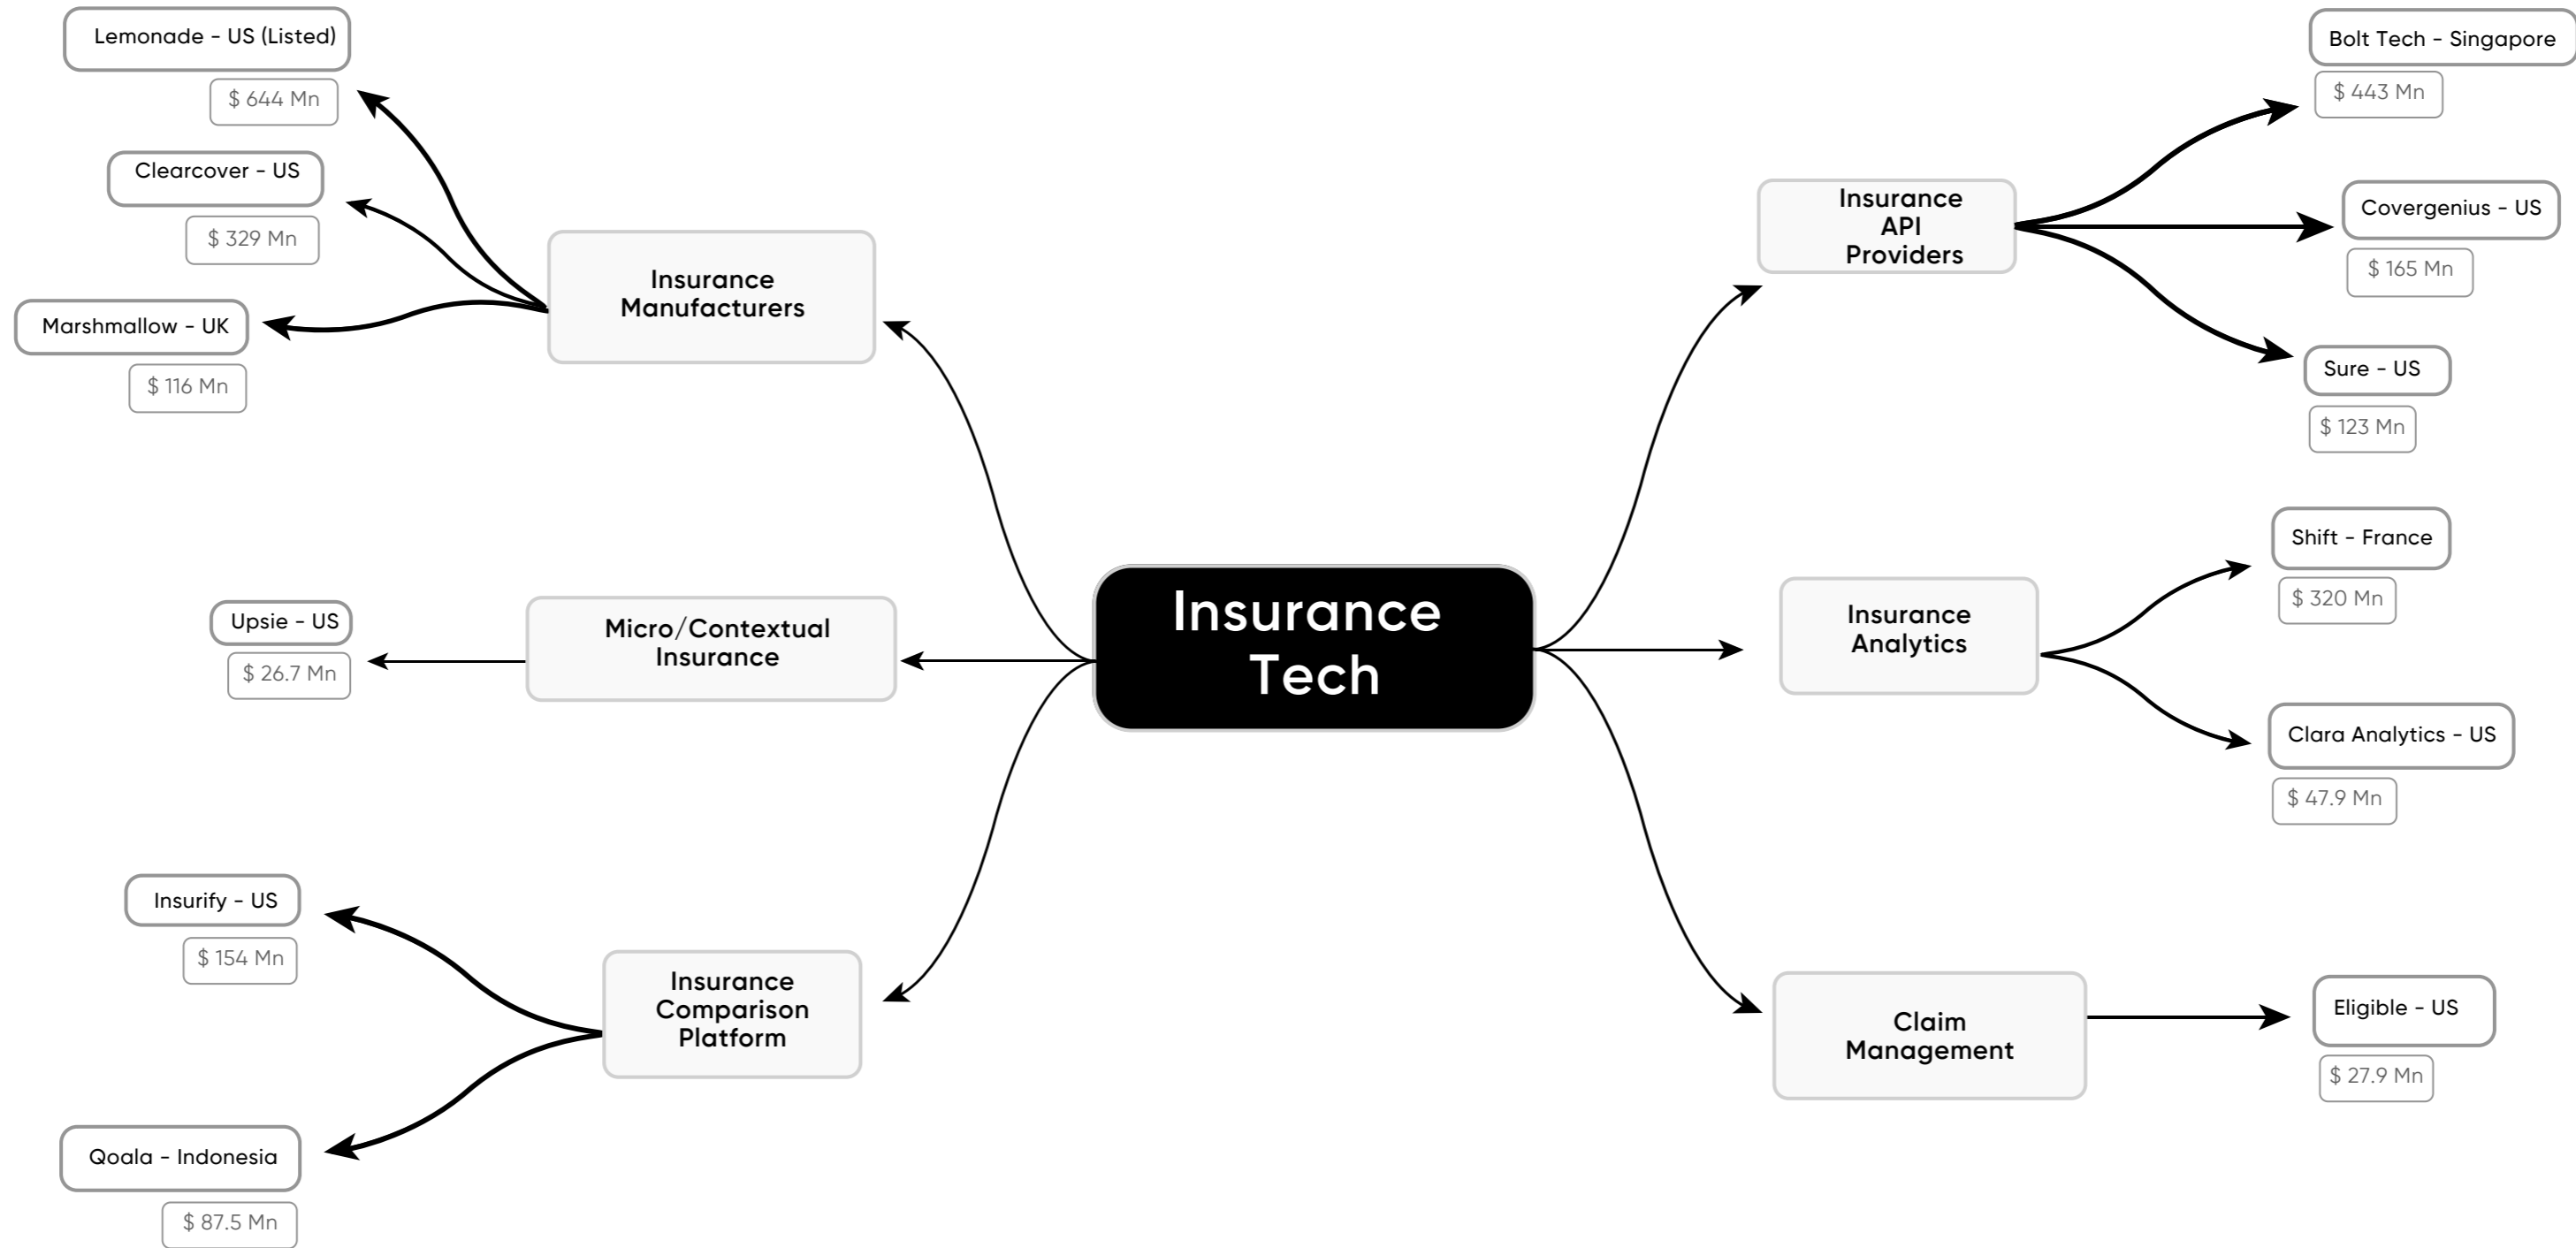 Lemonade - US (Listed)
$ 644 Mn
Clearcover - US
$ 329 Mn
Marshmallow - UK
$ 116 Mn
Insurance
Manufacturers
Upsie - US
$ 26.7 Mn
Micro/Contextual
Insurance
Insurify - US
$ 154 Mn
Qoala - Indonesia
$ 87.5 Mn
Insurance
Comparison
Platform
Insurance
Tech
Insurance
API
Providers
Bolt Tech - Singapore
$ 443 Mn
Covergenius - US
$ 165 Mn
Sure - US
$ 123 Mn
Insurance
Analytics
Shift - France
$ 320 Mn
Clara Analytics - US
$ 47.9 Mn
Claim
Management
Eligible - US
$ 27.9 Mn